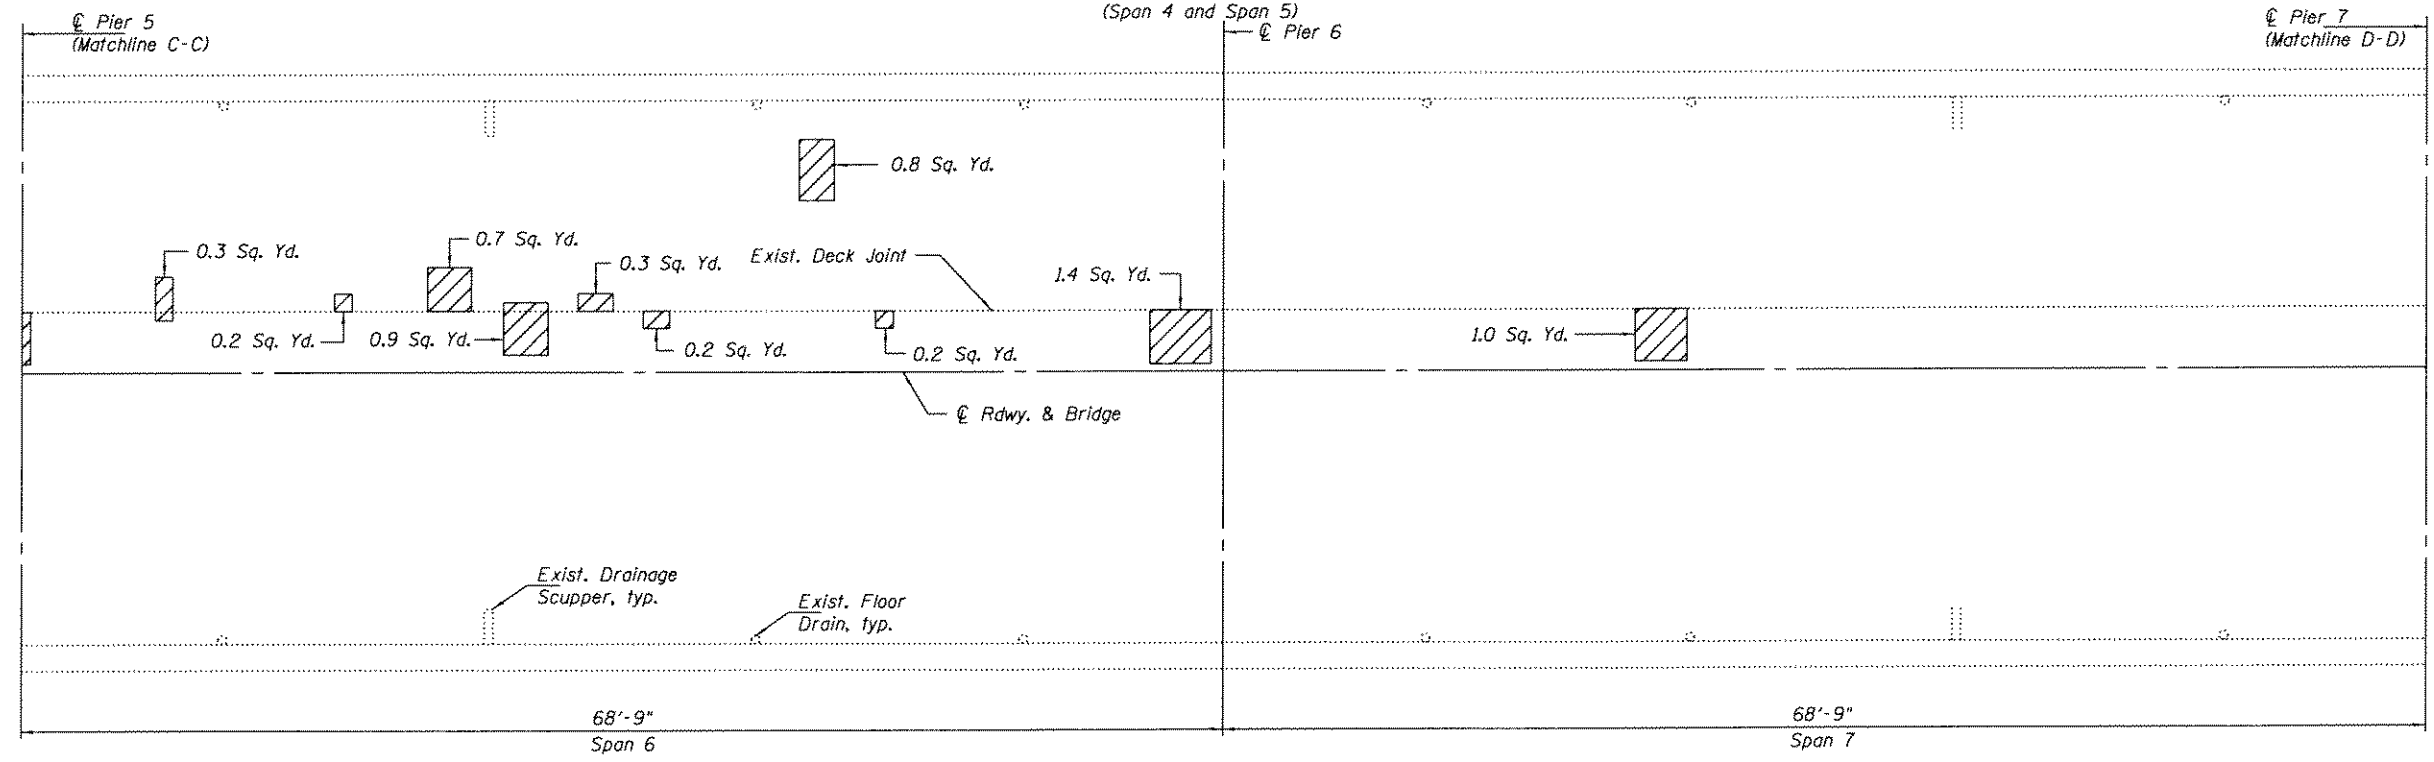 (Span 4 and Span 5)
℄ Pier 5
(Matchline C-C)
℄ Pier 6
℄ Pier 7
(Matchline D-D)
0.8 Sq. Yd.
0.7 Sq. Yd.
0.3 Sq. Yd.
Exist. Deck Joint
0.3 Sq. Yd.
1.4 Sq. Yd.
0.2 Sq. Yd.
0.9 Sq. Yd.
0.2 Sq. Yd.
0.2 Sq. Yd.
1.0 Sq. Yd.
℄ Rdwy. & Bridge
Exist. Drainage
Scupper, typ.
Exist. Floor
Drain, typ.
68'-9"
Span 6
68'-9"
Span 7